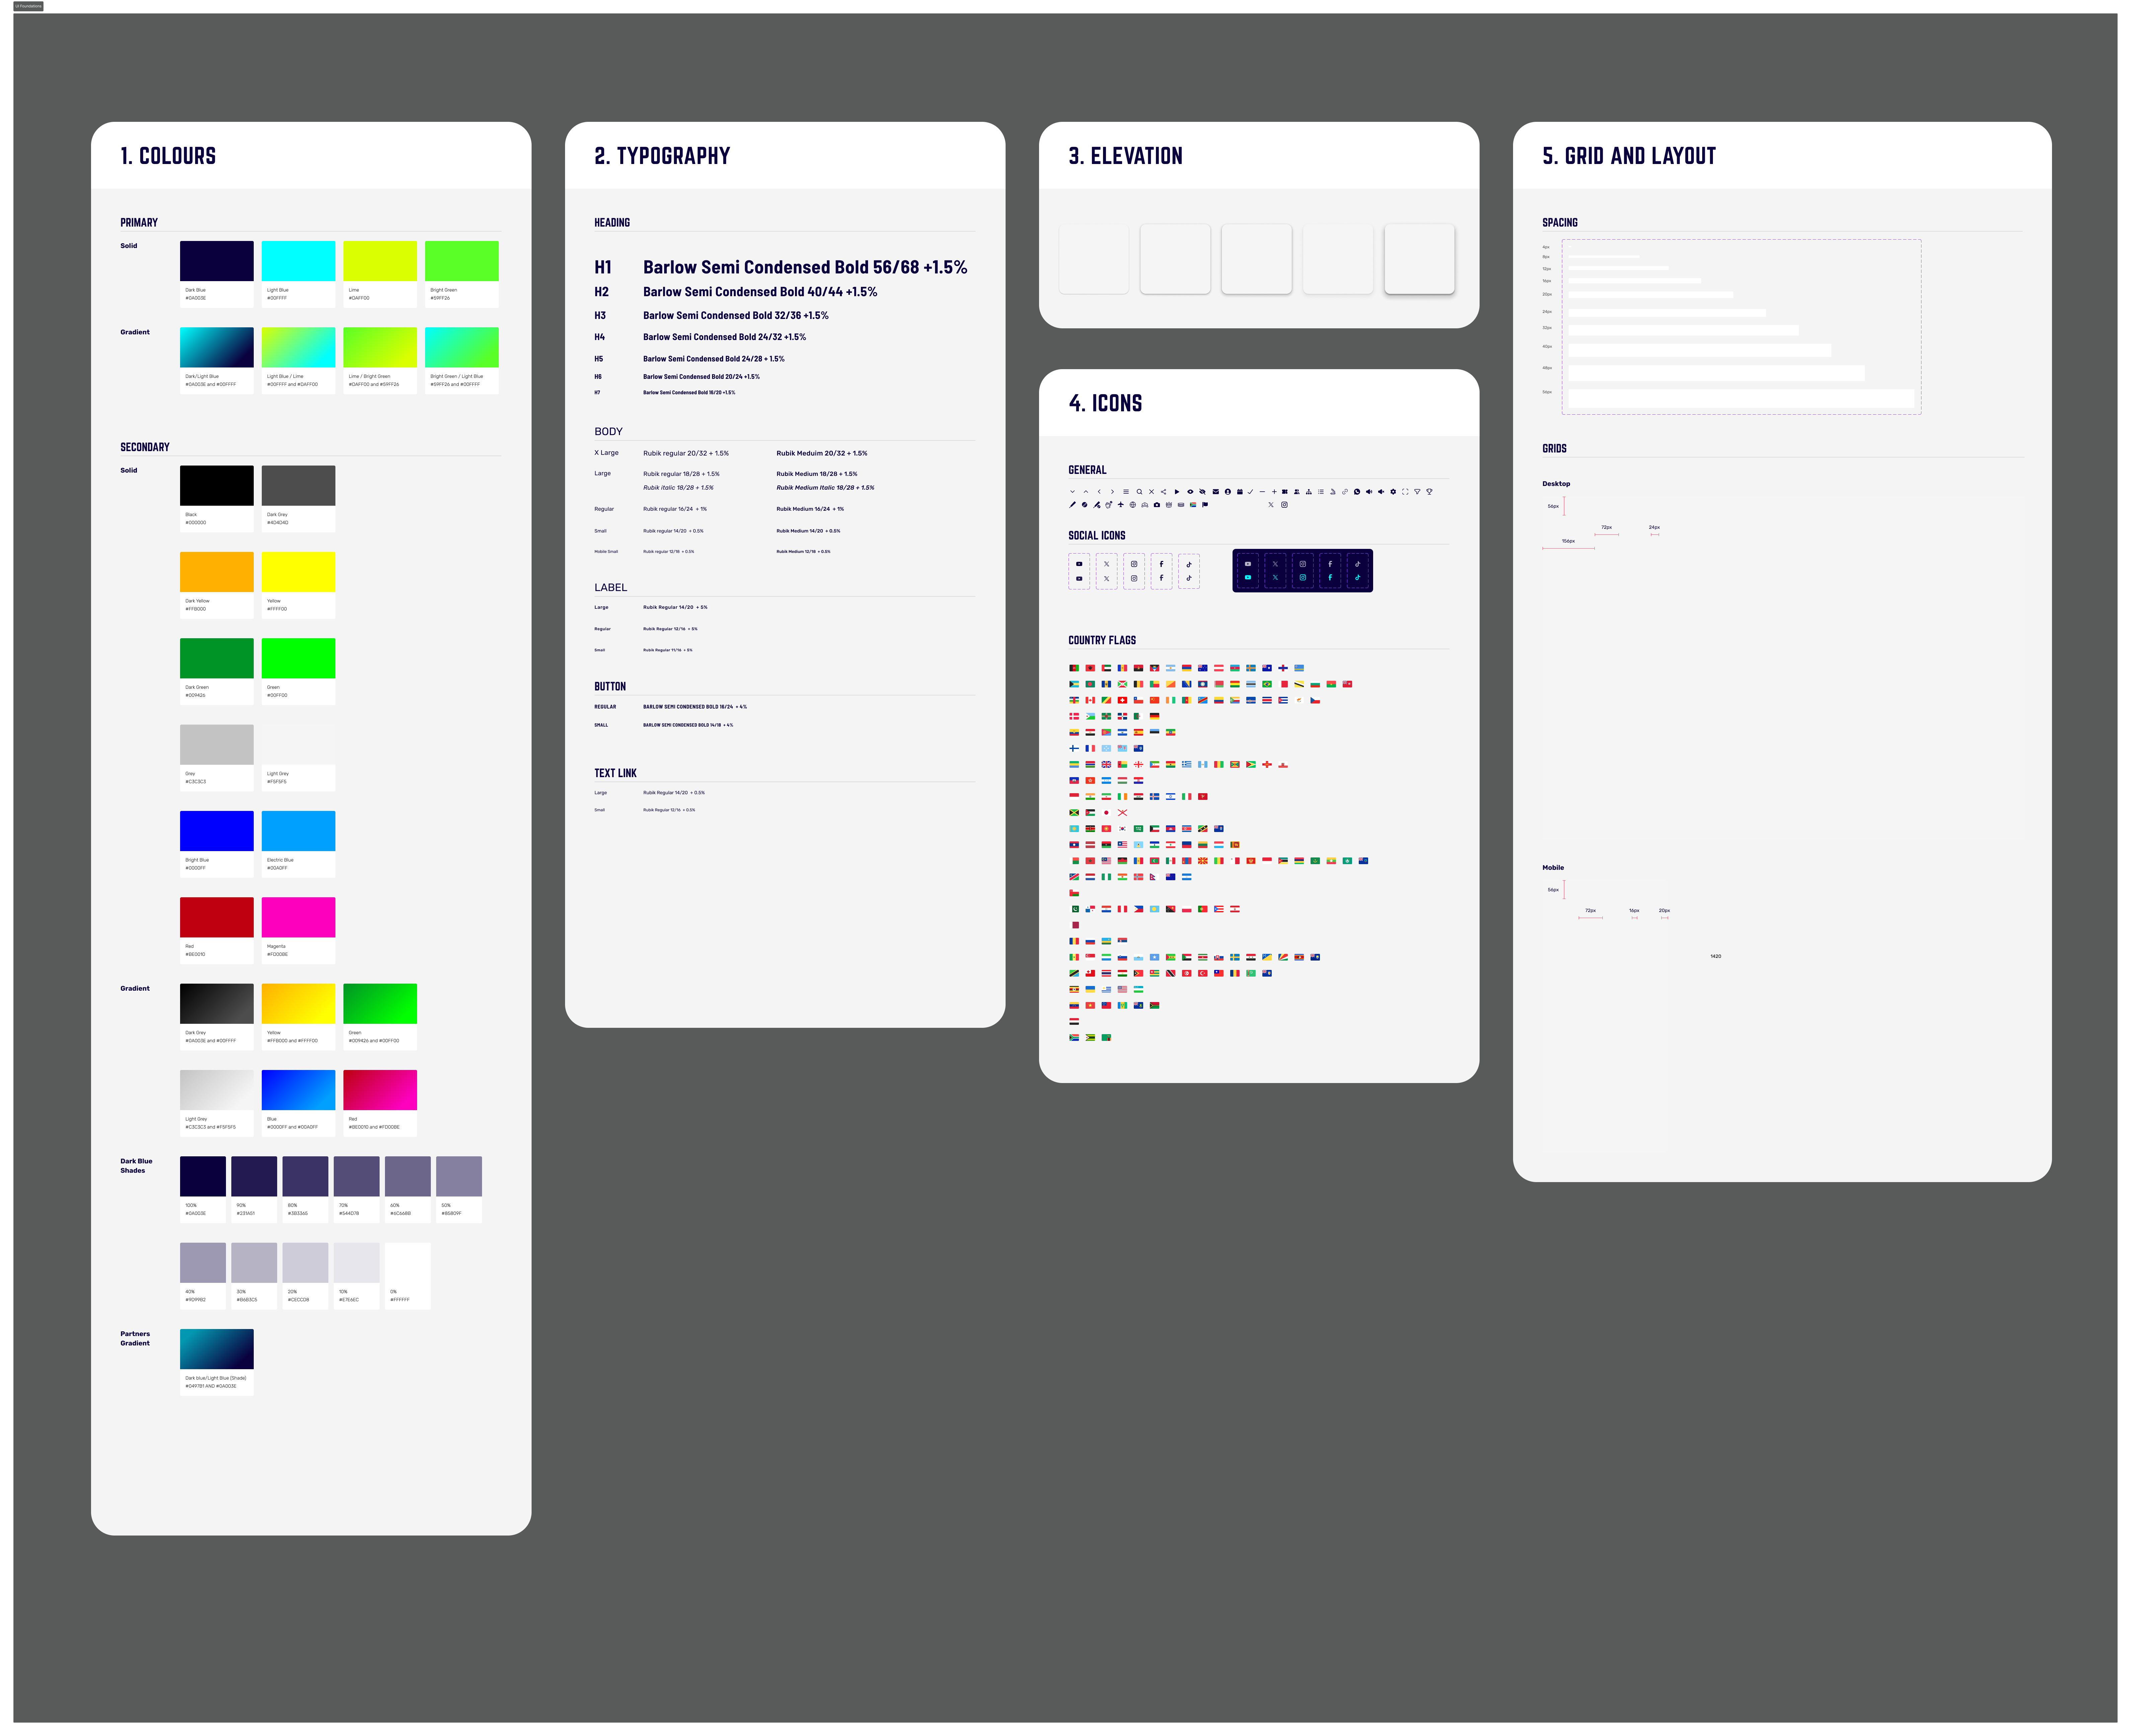 UI Foundations
1. COLOURS
PRIMARY
Solid
Dark Blue
#0A003E
Light Blue
#00FFFF
Lime
#DAFF00
Bright Green
#59FF26
Gradient
Dark/Light Blue
#0A003E and #00FFFF
Light Blue / Lime
#00FFFF and #DAFF00
Lime / Bright Green
#DAFF00 and #59FF26
Bright Green / Light Blue
#59FF26 and #00FFFF
SECONDARY
Solid
Black
#000000
Dark Grey
#4D4D4D
Dark Yellow
#FFB000
Yellow
#FFFF00
Dark Green
#009426
Green
#00FF00
Grey
#C3C3C3
Light Grey
#F5F5F5
Bright Blue
#0000FF
Electric Blue
#00A0FF
Red
#BE0010
Magenta
#FD00BE
Gradient
Dark Grey
#0A003E and #00FFFF
Yellow
#FFB000 and #FFFF00
Green
#009426 and #00FF00
Light Grey
#C3C3C3 and #F5F5F5
Blue
#0000FF and #00A0FF
Red
#BE0010 and #FD00BE
Dark Blue
Shades
100%
#0A003E
90%
#231A51
80%
#3B3365
70%
#544D78
60%
#6C668B
50%
#85809F
40%
#9D99B2
30%
#B6B3C5
20%
#CECCD8
10%
#E7E6EC
0%
#FFFFFF
Partners
Gradient
Dark blue/Light Blue (Shade)
#0497B1 AND #0A003E
2. TYPOGRAPHY
HEADING
H1 Barlow Semi Condensed Bold 56/68 +1.5%
H2 Barlow Semi Condensed Bold 40/44 +1.5%
H3 Barlow Semi Condensed Bold 32/36 +1.5%
H4 Barlow Semi Condensed Bold 24/32 +1.5%
H5 Barlow Semi Condensed Bold 24/28 + 1.5%
H6 Barlow Semi Condensed Bold 20/24 +1.5%
H7 Barlow Semi Condensed Bold 16/20 +1.5%
BODY
X Large Rubik regular 20/32 + 1.5% Rubik Meduim 20/32 + 1.5%
Large Rubik regular 18/28 + 1.5% Rubik Medium 18/28 + 1.5%
Rubik italic 18/28 + 1.5% Rubik Medium Italic 18/28 + 1.5%
Regular Rubik regular 16/24 + 1% Rubik Medium 16/24 + 1%
Small Rubik regular 14/20 + 0.5% Rubik Medium 14/20 + 0.5%
Mobile Small Rubik regular 12/18 + 0.5% Rubik Medium 12/18 + 0.5%
LABEL
Large Rubik Regular 14/20 + 5%
Regular Rubik Regular 12/16 + 5%
Small Rubik Regular 11/16 + 5%
BUTTON
REGULAR BARLOW SEMI CONDENSED BOLD 16/24 + 4%
SMALL BARLOW SEMI CONDENSED BOLD 14/18 + 4%
TEXT LINK
Large Rubik Regular 14/20 + 0.5%
Small Rubik Regular 12/16 + 0.5%
3. ELEVATION
4. ICONS
GENERAL
SOCIAL ICONS
COUNTRY FLAGS
5. GRID AND LAYOUT
SPACING
4px
8px
12px
16px
20px
24px
32px
40px
48px
56px
GRIDS
Desktop
56px
72px
24px
156px
Mobile
56px
72px
16px
20px
1420